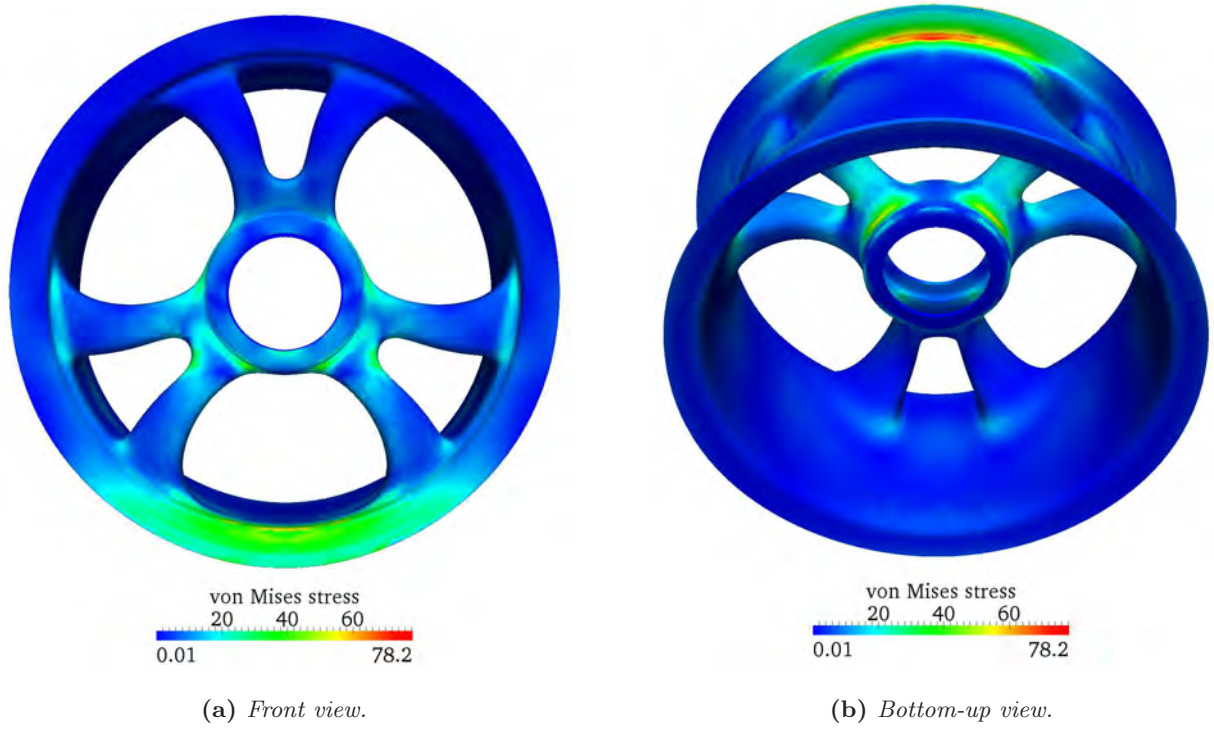 von Mises stress
20 40 60
0.01 78.2
(a) Front view.
von Mises stress
20 40 60
0.01 78.2
(b) Bottom-up view.